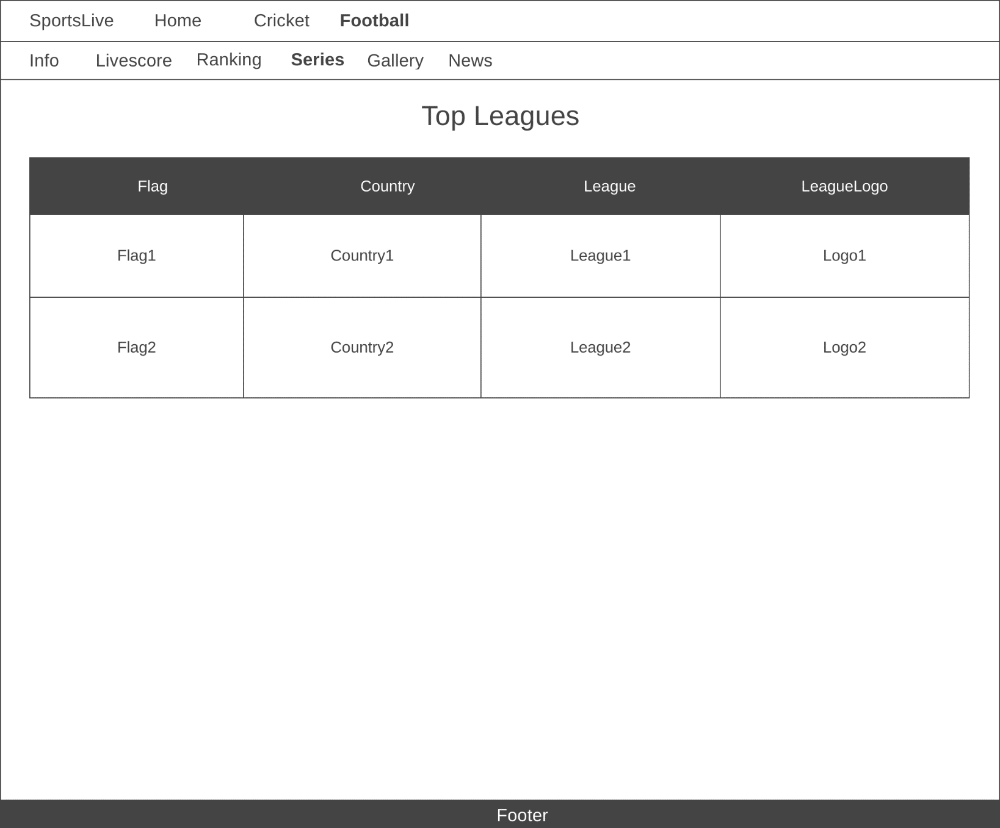 SportsLive Home Cricket Football
Info Livescore Ranking Series Gallery News
Top Leagues
Flag Country League LeagueLogo
Flag1 Country1 League1 Logo1
Flag2 Country2 League2 Logo2
Footer